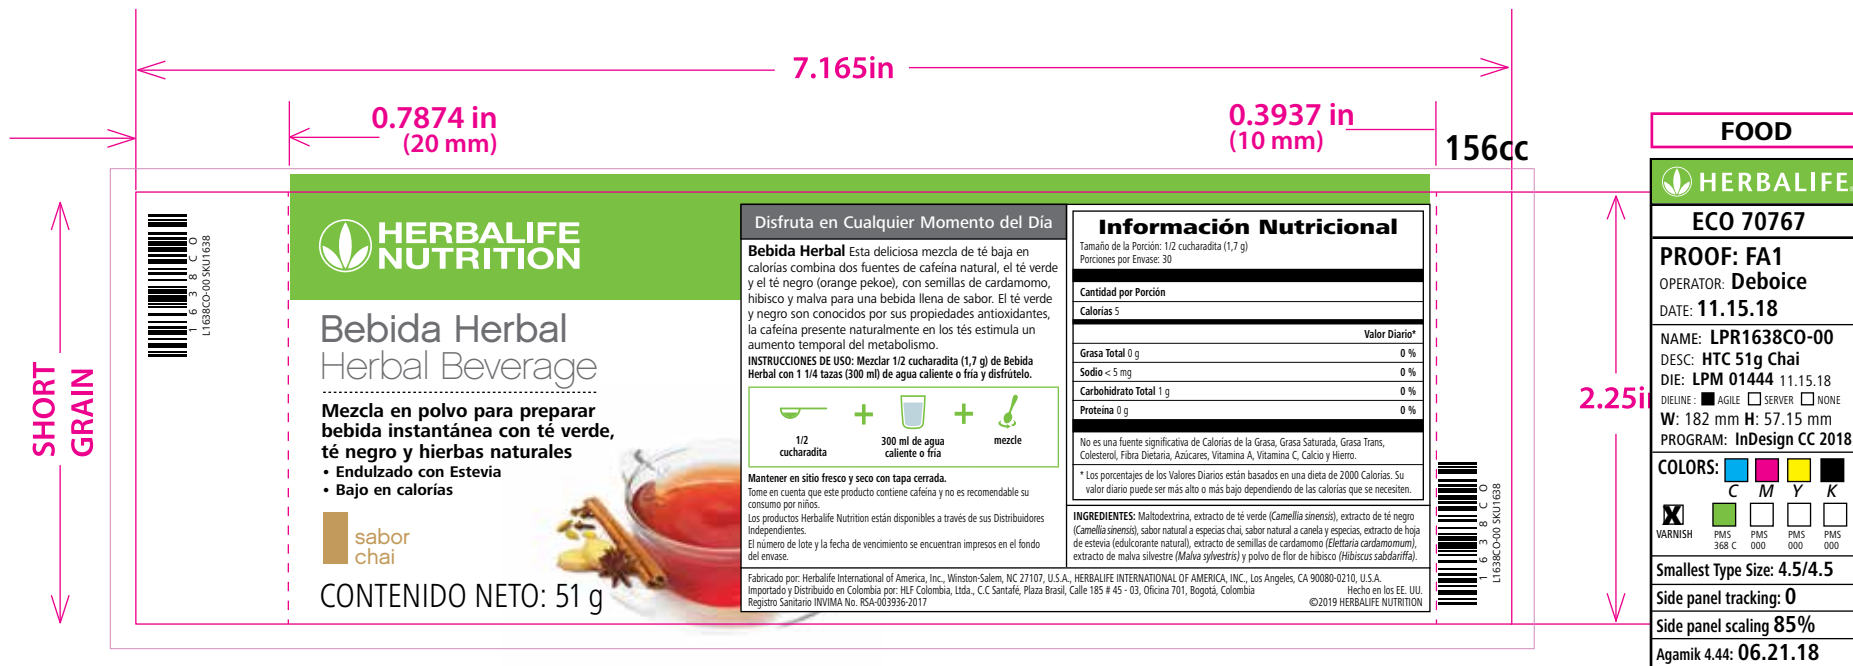 7.165in
0.7874 in
(20 mm)
0.3937 in
(10 mm)
156cc
SHORT
GRAIN
2.25in
1638CO
L1638CO-00 SKU1638
HERBALIFE
NUTRITION
Bebida Herbal
Herbal Beverage
Mezcla en polvo para preparar
bebida instantánea con té verde,
té negro y hierbas naturales
• Endulzado con Estevia
• Bajo en calorías
sabor
chai
CONTENIDO NETO: 51 g
Disfruta en Cualquier Momento del Día
Bebida Herbal Esta deliciosa mezcla de té baja en
calorías combina dos fuentes de cafeína natural, el té verde
y el té negro (orange pekoe), con semillas de cardamomo,
hibisco y malva para una bebida llena de sabor. El té verde
y negro son conocidos por sus propiedades antioxidantes,
la cafeína presente naturalmente en los tés estimula un
aumento temporal del metabolismo.
INSTRUCCIONES DE USO: Mezclar 1/2 cucharadita (1,7 g) de Bebida
Herbal con 1 1/4 tazas (300 ml) de agua caliente o fría y disfrútelo.
1/2
cucharadita
300 ml de agua
caliente o fría
mezcle
Mantener en sitio fresco y seco con tapa cerrada.
Tome en cuenta que este producto contiene cafeína y no es recomendable su
consumo por niños.
Los productos Herbalife Nutrition están disponibles a través de sus Distribuidores
Independientes.
El número de lote y la fecha de vencimiento se encuentran impresos en el fondo
del envase.
Información Nutricional
Tamaño de la Porción: 1/2 cucharadita (1,7 g)
Porciones por Envase: 30
Cantidad por Porción
Calorías 5
Valor Diario*
Grasa Total 0 g 0 %
Sodio < 5 mg 0 %
Carbohidrato Total 1 g 0 %
Proteína 0 g 0 %
No es una fuente significativa de Calorías de la Grasa, Grasa Saturada, Grasa Trans,
Colesterol, Fibra Dietaria, Azúcares, Vitamina A, Vitamina C, Calcio y Hierro.
* Los porcentajes de los Valores Diarios están basados en una dieta de 2000 Calorías. Su
valor diario puede ser más alto o más bajo dependiendo de las calorías que se necesiten.
INGREDIENTES: Maltodextrina, extracto de té verde (Camellia sinensis), extracto de té negro
(Camellia sinensis), sabor natural a especias chai, sabor natural a canela y especias, extracto de hoja
de estevia (edulcorante natural), extracto de semillas de cardamomo (Elettaria cardamomum),
extracto de malva silvestre (Malva sylvestris) y polvo de flor de hibisco (Hibiscus sabdariffa).
Fabricado por: Herbalife International of America, Inc., Winston-Salem, NC 27107, U.S.A., HERBALIFE INTERNATIONAL OF AMERICA, INC., Los Angeles, CA 90080-0210, U.S.A.
Importado y Distribuido en Colombia por: HLF Colombia, Ltda., C.C Santafé, Plaza Brasil, Calle 185 # 45 - 03, Oficina 701, Bogotá, Colombia Hecho en los EE. UU.
Registro Sanitario INVIMA No. RSA-003936-2017 ©2019 HERBALIFE NUTRITION
1638CO
L1638CO-00 SKU1638
FOOD
HERBALIFE
ECO 70767
PROOF: FA1
OPERATOR: Deboice
DATE: 11.15.18
NAME: LPR1638CO-00
DESC: HTC 51g Chai
DIE: LPM 01444 11.15.18
DIELINE : AGILE SERVER NONE
W: 182 mm H: 57.15 mm
PROGRAM: InDesign CC 2018
COLORS:
C M Y K
X
VARNISH
PMS 368 C
PMS 000
PMS 000
PMS 000
Smallest Type Size: 4.5/4.5
Side panel tracking: 0
Side panel scaling 85%
Agamik 4.44: 06.21.18